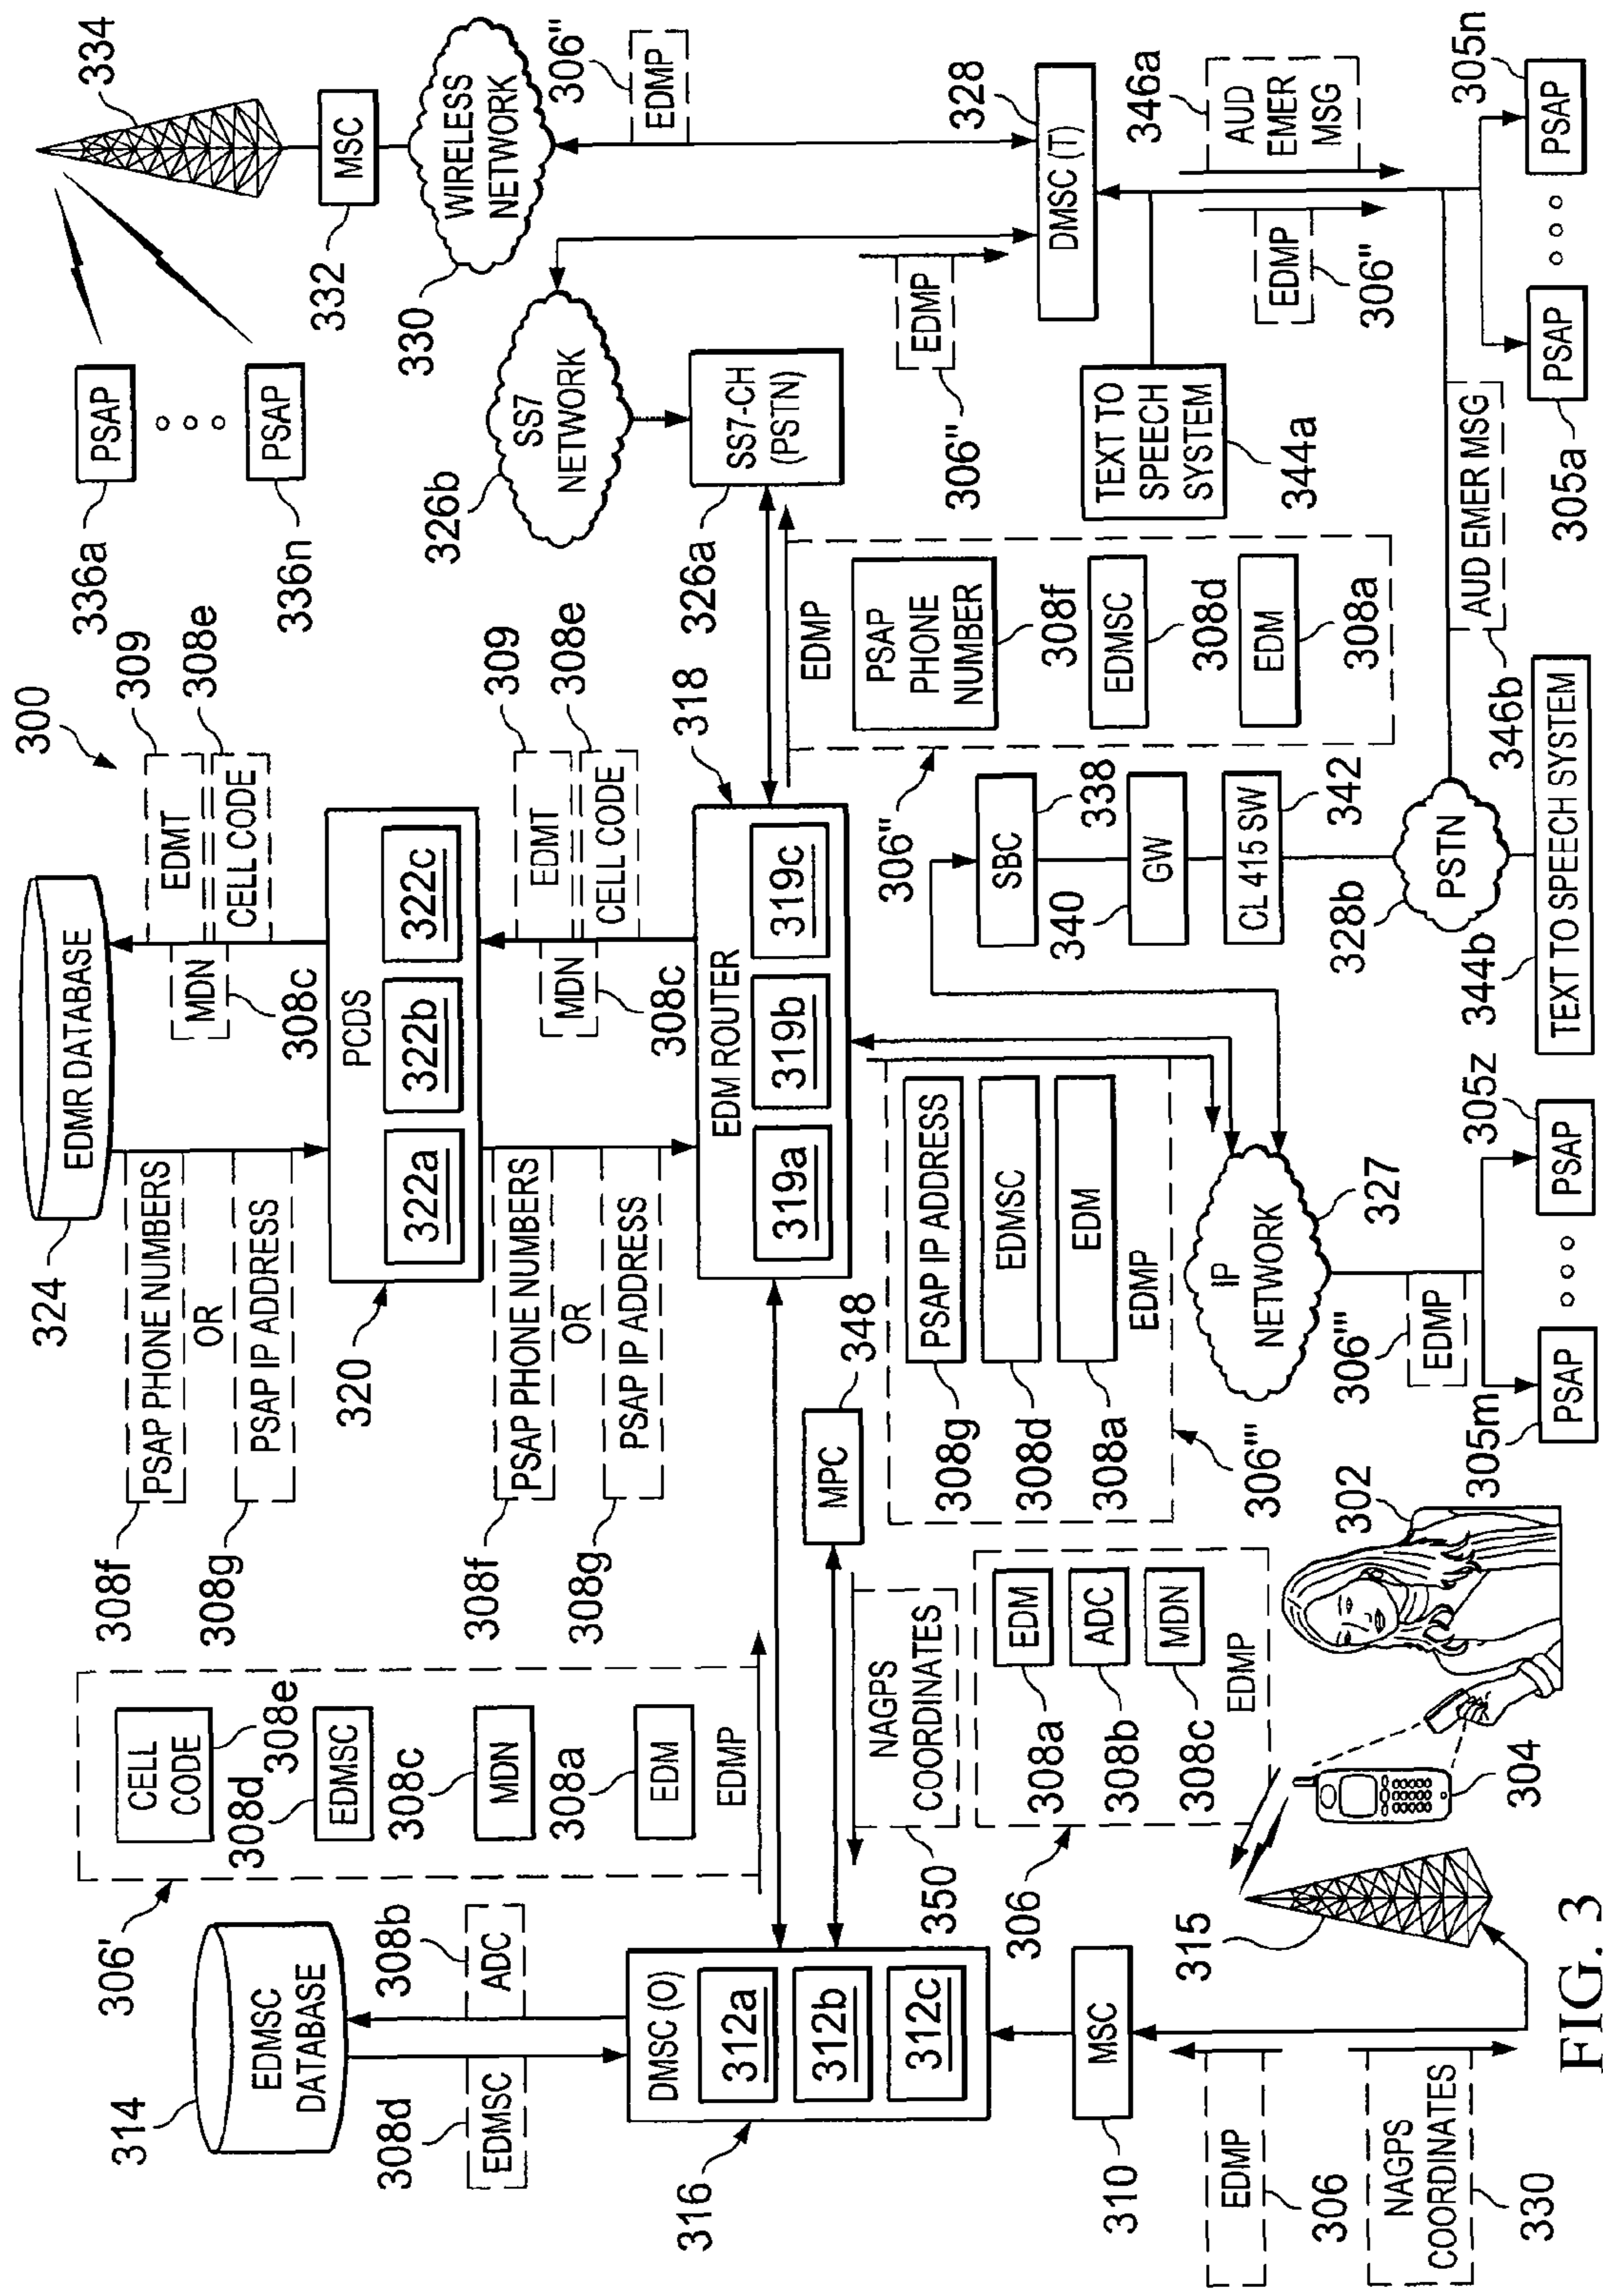 300
314
EDMSC
DATABASE
308d
EDMSC
308b
ADC
316
DMSC (O)
312a
312b
312c
310
MSC
EDMP
306
NAGPS
COORDINATES
330
306'
CELL
CODE
308e
308d
EDMSC
308c
MDN
308a
EDM
EDMP
350
NAGPS
COORDINATES
348
MPC
306
308a
EDM
308b
ADC
308c
MDN
EDMP
315
304
302
324
EDMR DATABASE
308f
PSAP PHONE NUMBERS
OR
308g
PSAP IP ADDRESS
MDN
308c
EDMT
309
CELL CODE
308e
320
PCDS
322a
322b
322c
308f
PSAP PHONE NUMBERS
OR
308g
PSAP IP ADDRESS
MDN
308c
EDMT
309
CELL CODE
308e
318
EDM ROUTER
319a
319b
319c
308g
PSAP IP ADDRESS
308d
EDMSC
308a
EDM
EDMP
306'''
IP
NETWORK
327
306'''
EDMP
305m
PSAP
305z
PSAP
SBC
338
340
GW
CL 415 SW
342
328b
PSTN
344b
TEXT TO SPEECH SYSTEM
346b
AUD EMER MSG
306"
EDMP
PSAP
PHONE
NUMBER
308f
EDMSC
308d
EDM
308a
336a
PSAP
336n
PSAP
334
332
MSC
330
WIRELESS
NETWORK
306"
EDMP
326b
SS7
NETWORK
326a
SS7-CH
(PSTN)
306"
EDMP
328
DMSC (T)
TEXT TO
SPEECH
SYSTEM
344a
346a
AUD
EMER
MSG
EDMP
306"
305a
PSAP
305n
PSAP
FIG. 3